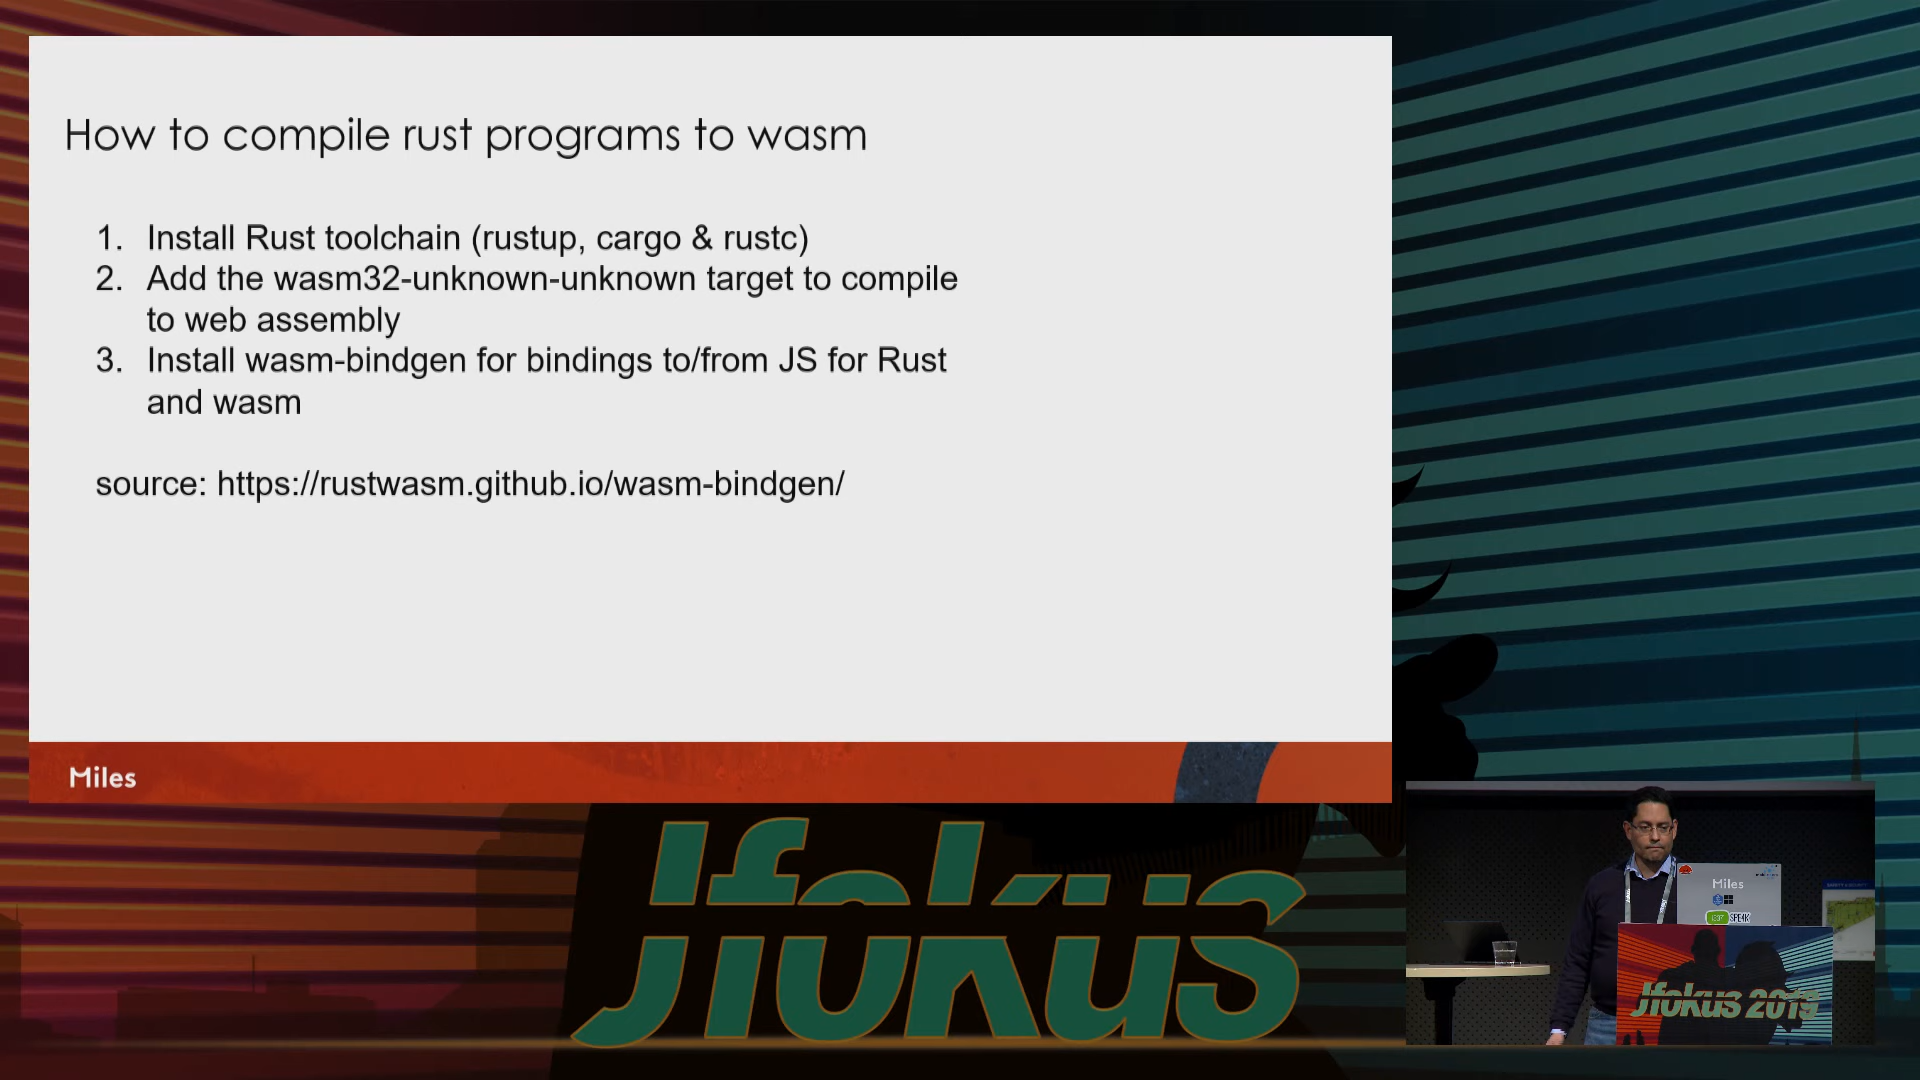 How to compile rust programs to wasm
1. Install Rust toolchain (rustup, cargo & rustc)
2. Add the wasm32-unknown-unknown target to compile
to web assembly
3. Install wasm-bindgen for bindings to/from JS for Rust
and wasm
source: https://rustwasm.github.io/wasm-bindgen/
Miles
Jfokus
Miles
SPE4K
Jfokus 2019